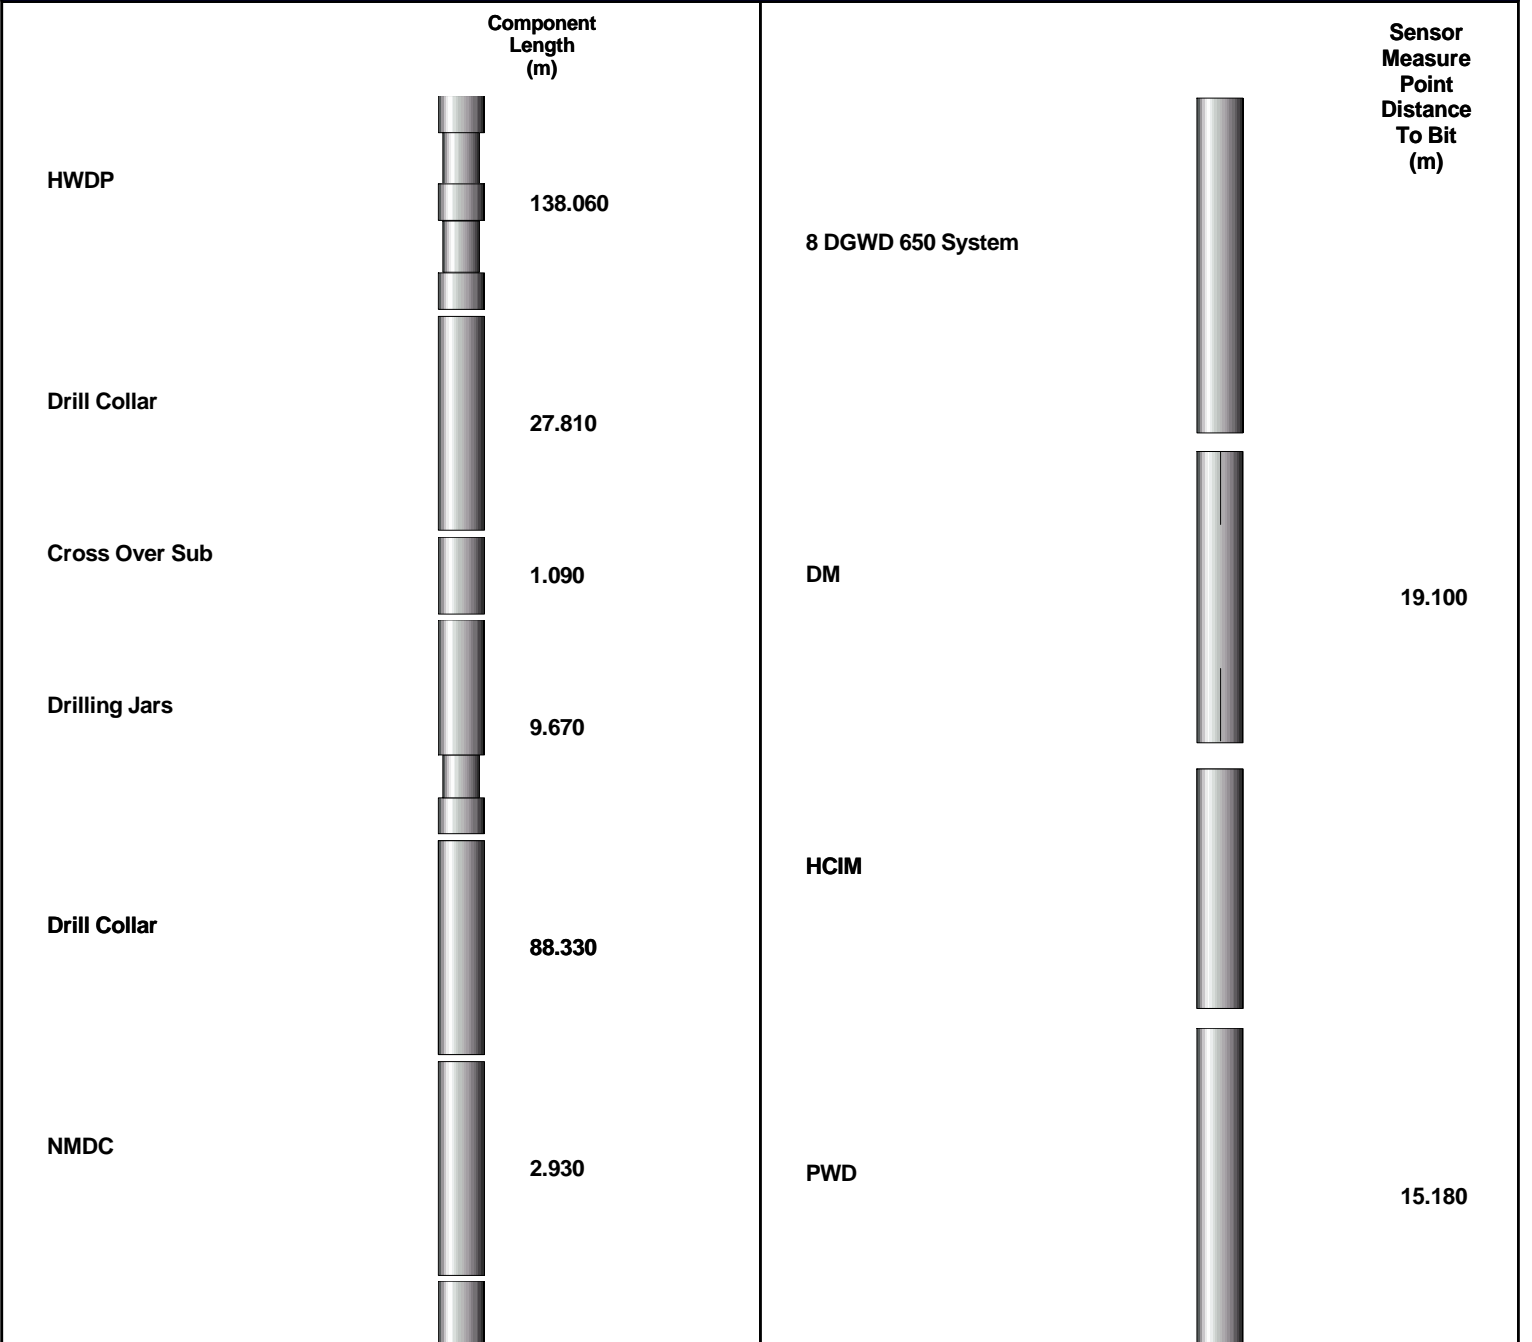 Component
Length
(m)
HWDP
138.060
Drill Collar
27.810
Cross Over Sub
1.090
Drilling Jars
9.670
Drill Collar
88.330
NMDC
2.930
Sensor
Measure
Point
Distance
To Bit
(m)
8 DGWD 650 System
DM
19.100
HCIM
PWD
15.180